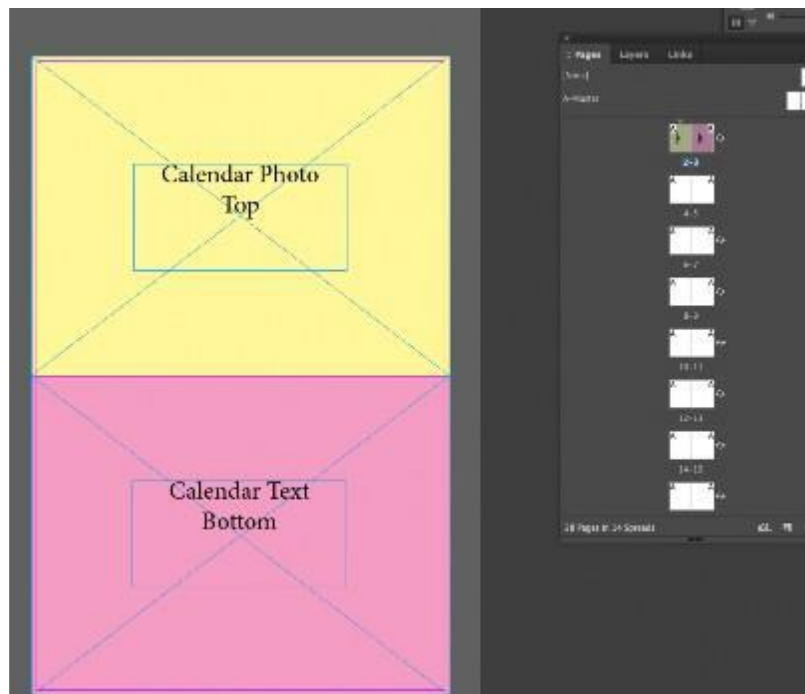 Calendar Photo
Top
Calendar Text
Bottom
Pages Layers Links
A-Master
2-3
4-5
6-7
8-9
10-11
12-13
14-15